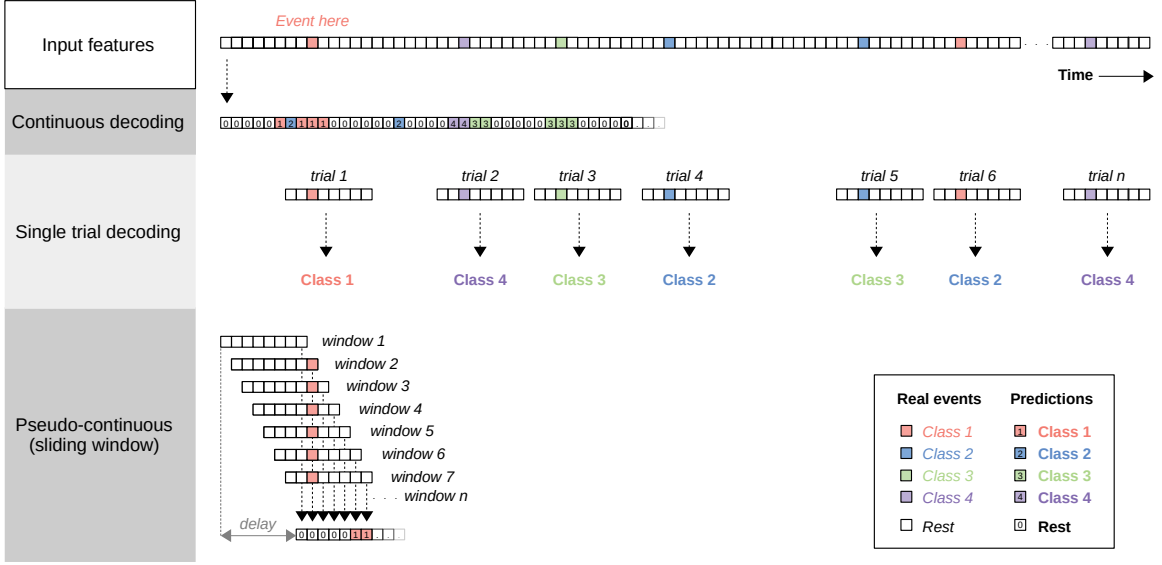 Event here
Input features
. . .
Time
Continuous decoding
0 0 0 0 0 1 2 1 1 1 0 0 0 0 0 0 2 0 0 0 0 4 4 3 3 0 0 0 0 0 3 3 3 0 0 0 0 0 . . .
trial 1
trial 2
trial 3
trial 4
trial 5
trial 6
trial n
Single trial decoding
Class 1
Class 4
Class 3
Class 2
Class 3
Class 2
Class 4
Pseudo-continuous
(sliding window)
window 1
window 2
window 3
window 4
window 5
window 6
window 7
. . . window n
delay
0 0 0 0 0 1 1 . . .
Real events
Predictions
Class 1
1 Class 1
Class 2
2 Class 2
Class 3
3 Class 3
Class 4
4 Class 4
Rest
0 Rest